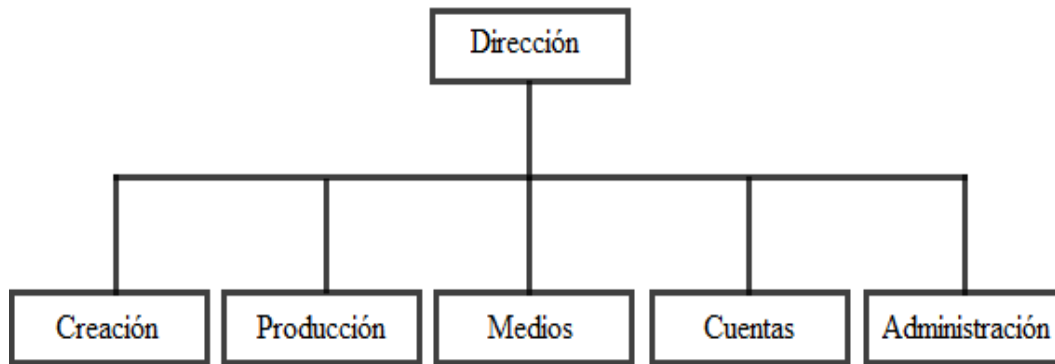 Dirección
Creación
Producción
Medios
Cuentas
Administración